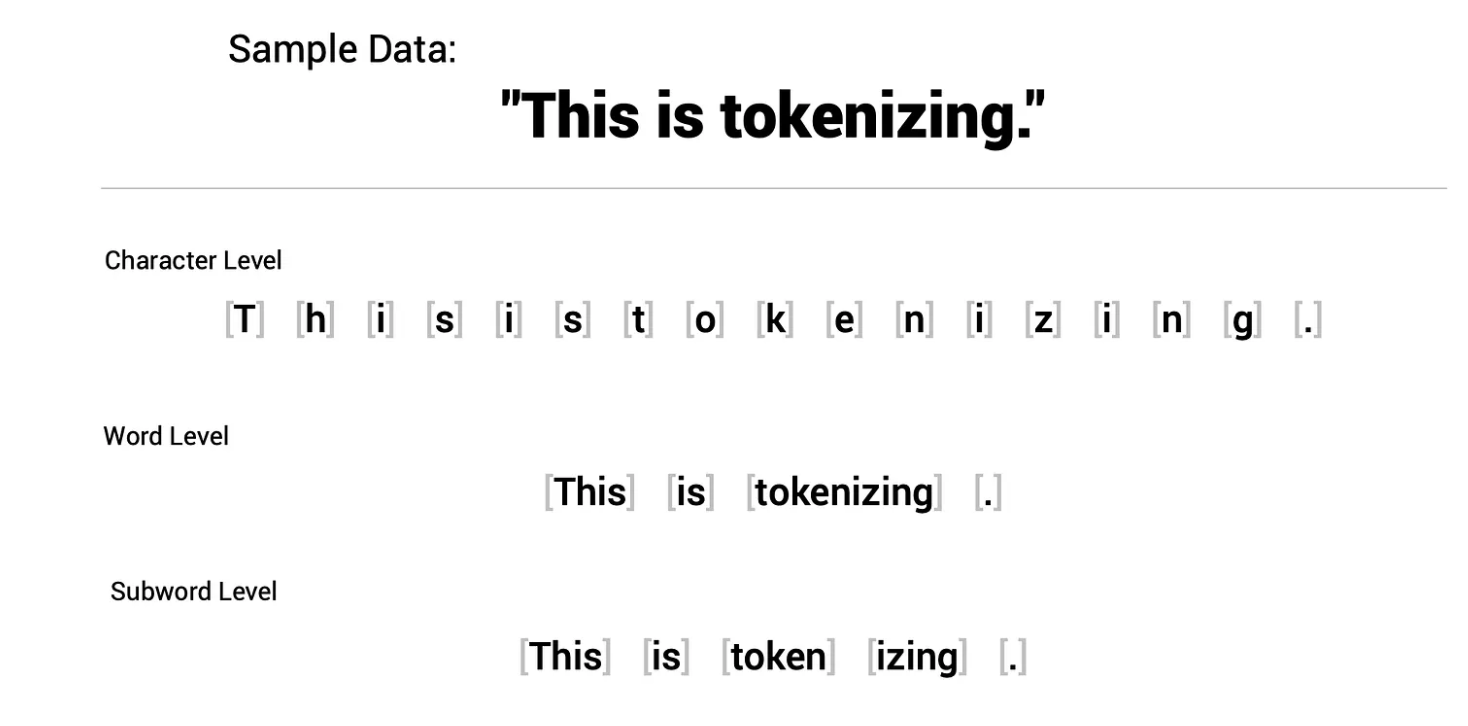 Sample Data:
"This is tokenizing."
Character Level
[T] [h] [i] [s] [i] [s] [t] [o] [k] [e] [n] [i] [z] [i] [n] [g] [.]
Word Level
[This] [is] [tokenizing] [.]
Subword Level
[This] [is] [token] [izing] [.]